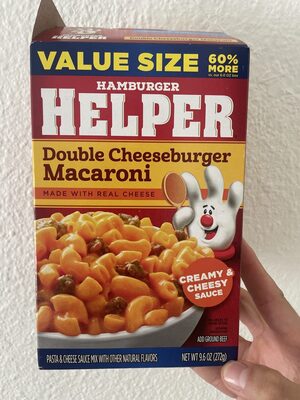 VALUE SIZE
60%
MORE
HAMBURGER
HELPER
Double Cheeseburger
Macaroni
MADE WITH REAL CHEESE
CREAMY &
CHEESY
SAUCE
ADD GROUND BEEF
PASTA & CHEESE SAUCE MIX WITH OTHER NATURAL FLAVORS
NET WT 9.6 OZ (272g)